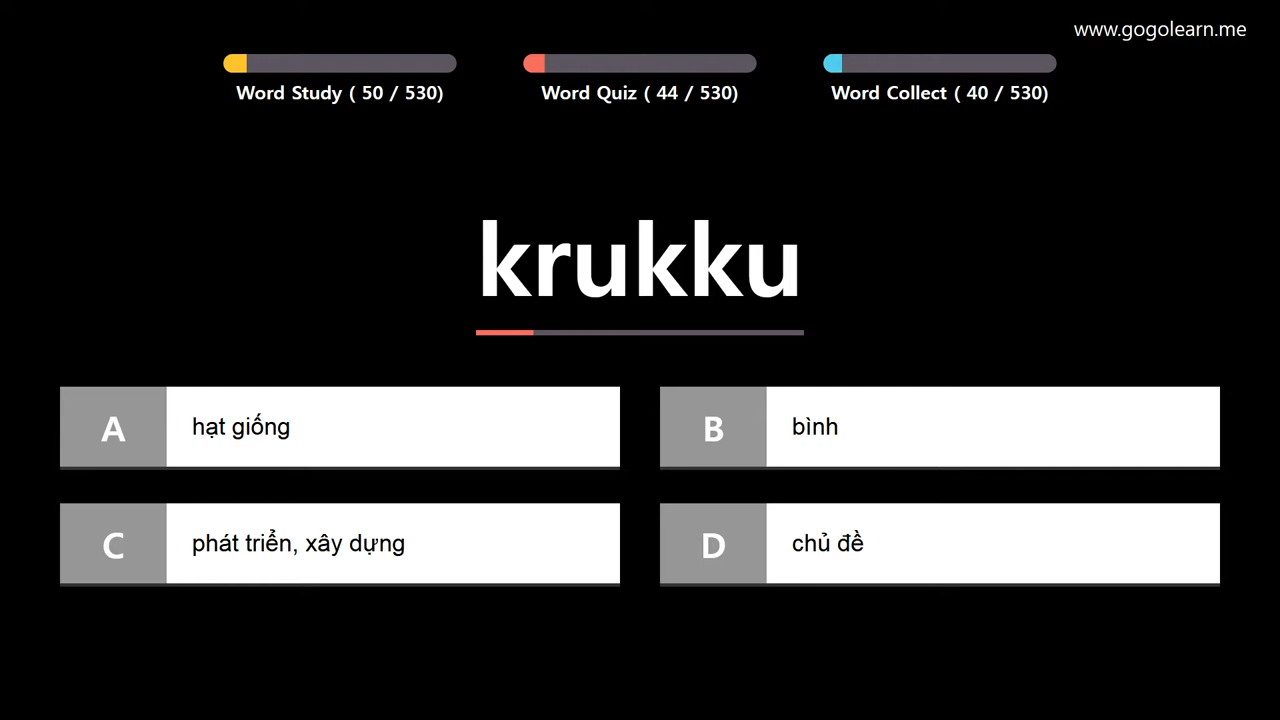 www.gogolearn.me
Word Study ( 50 / 530)
Word Quiz ( 44 / 530)
Word Collect ( 40 / 530)
krukku
A hạt giống
B bình
C phát triển, xây dựng
D chủ đề